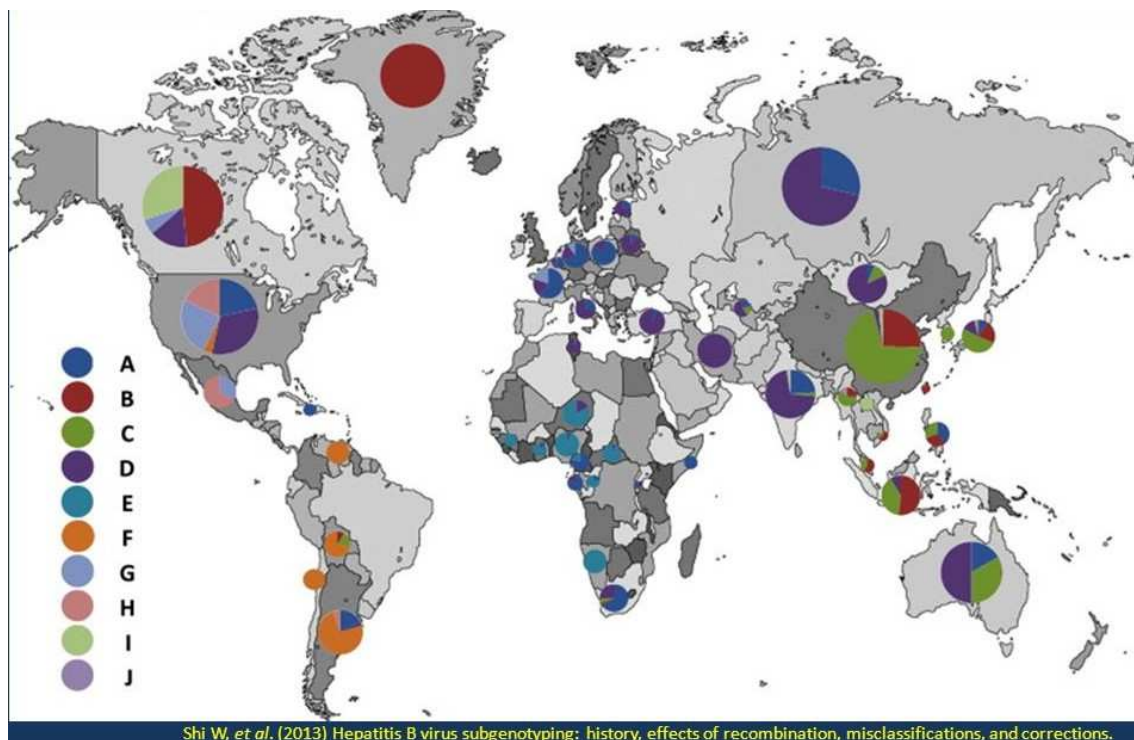 A
B
C
D
E
F
G
H
I
J
Shi W, et al. (2013) Hepatitis B virus subgenotyping: history, effects of recombination, misclassifications, and corrections.